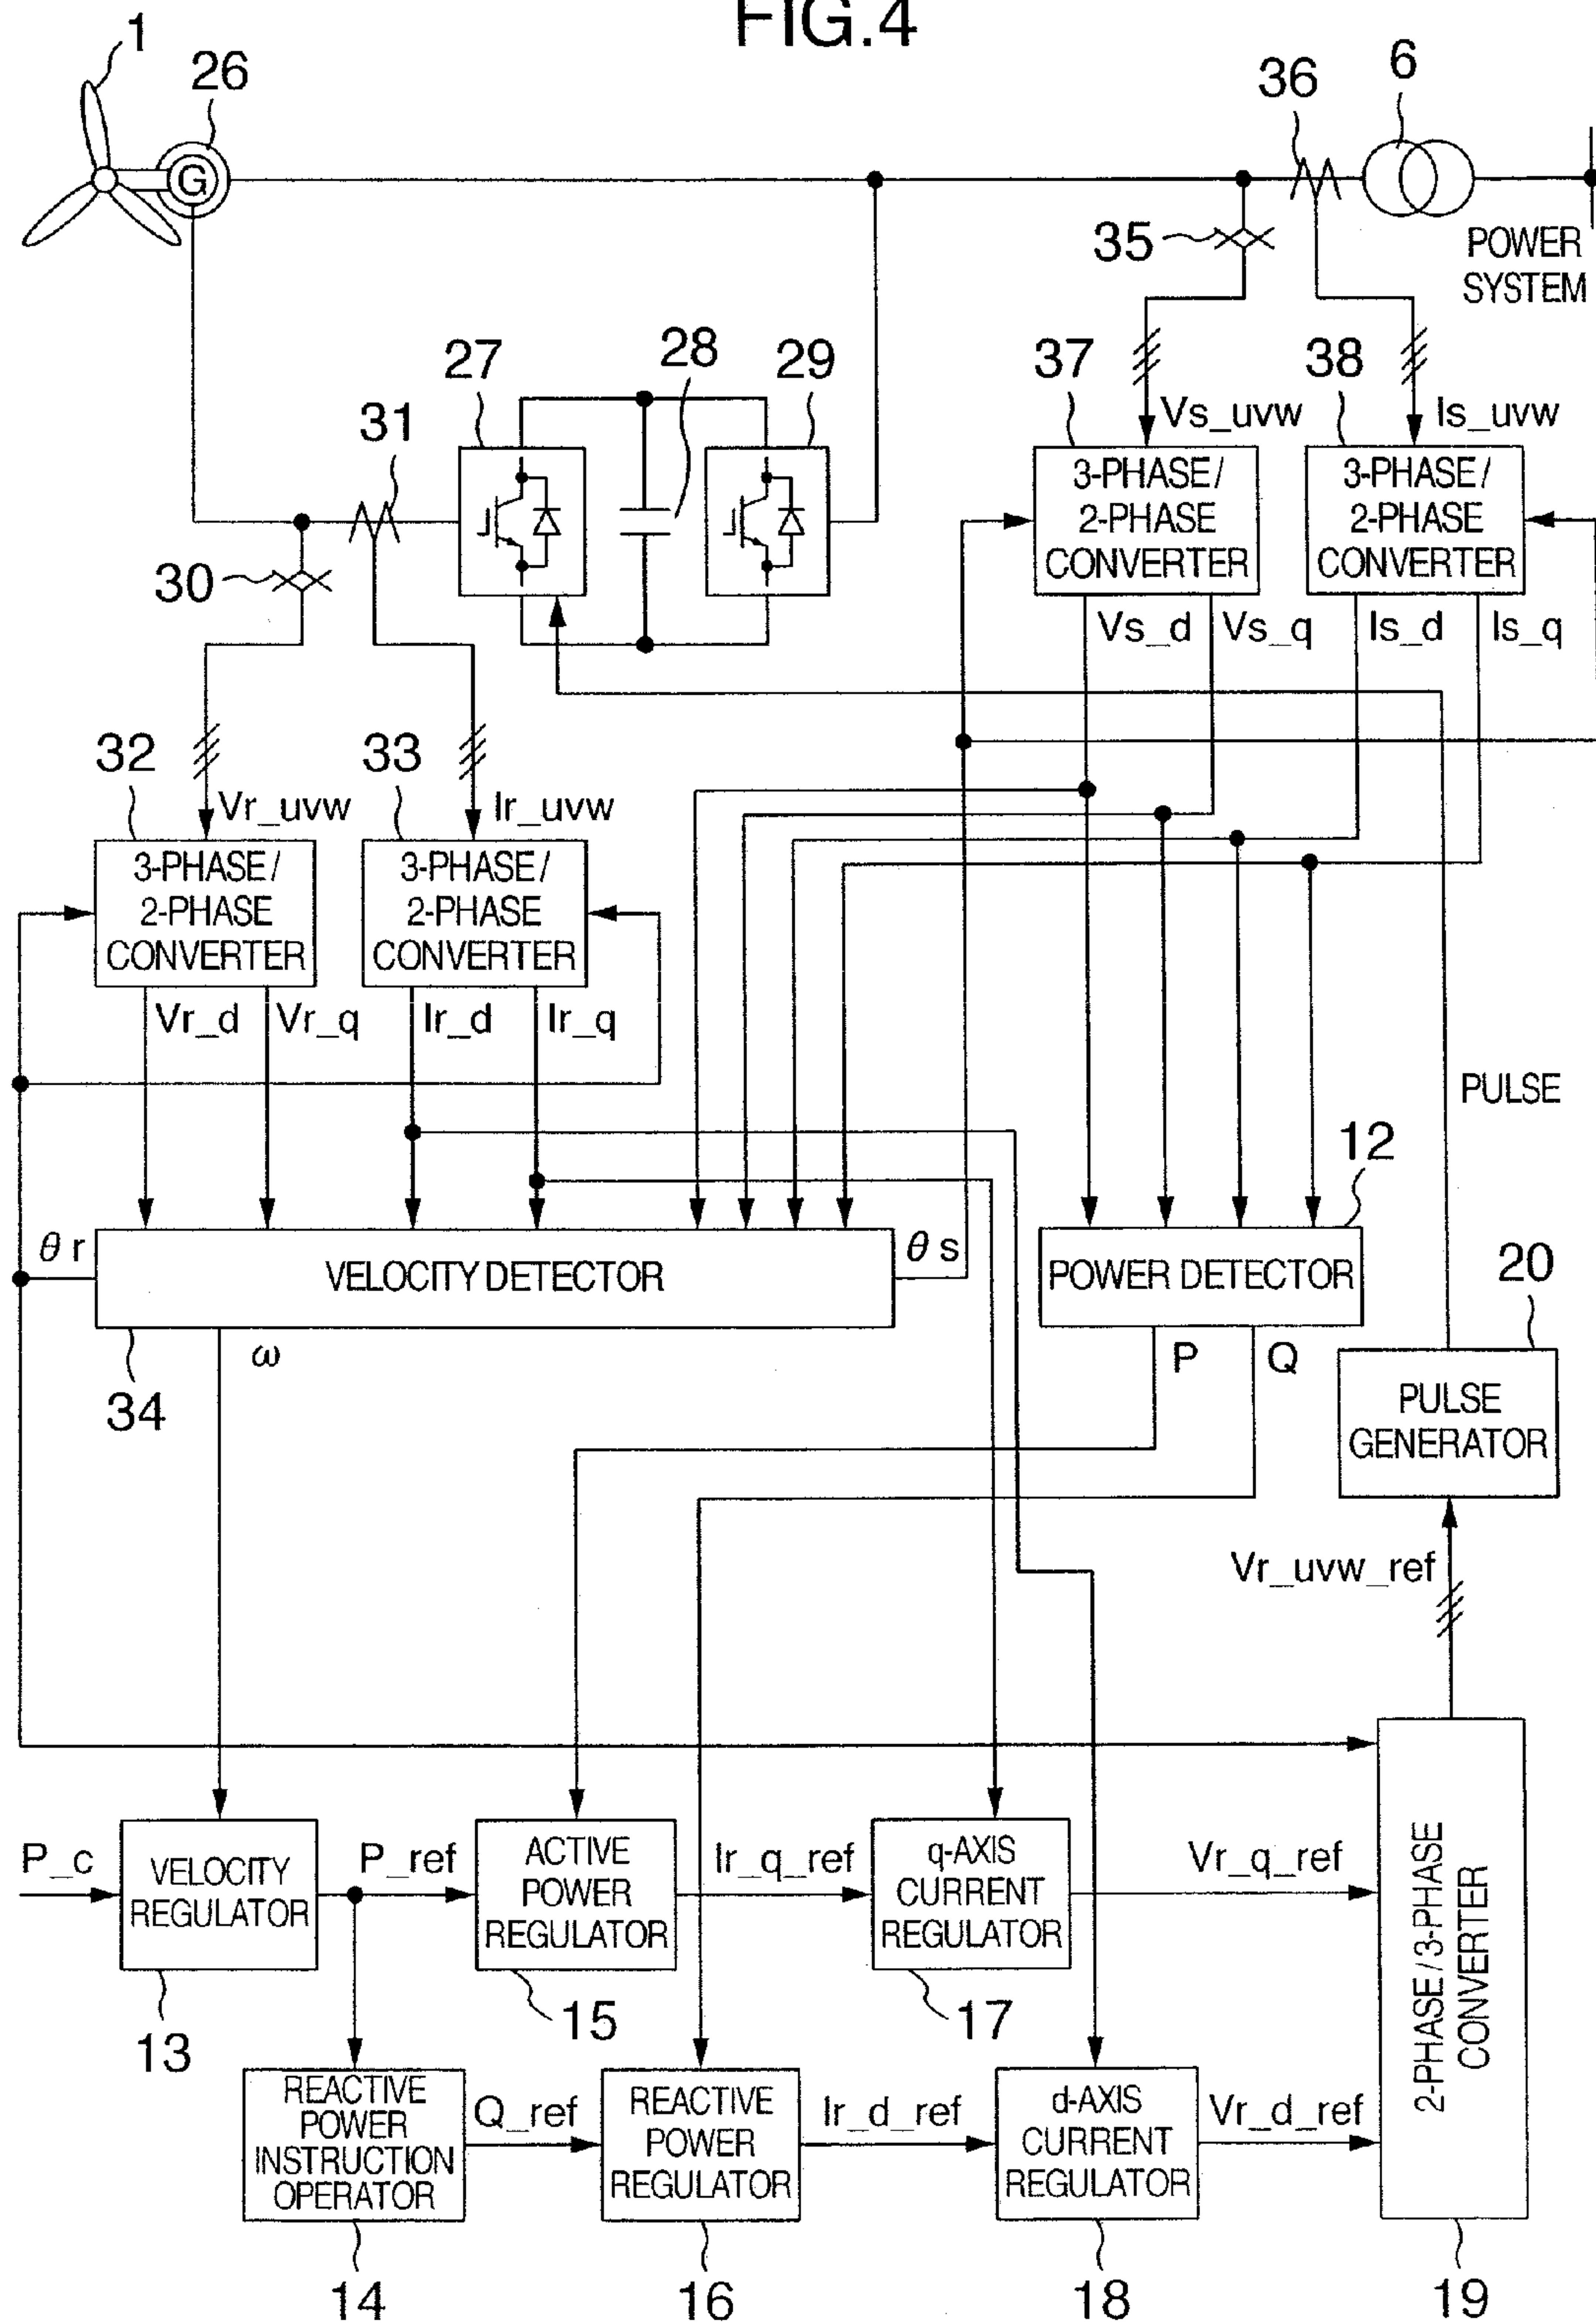 FIG.4
1
26
G
36
6
35
POWER
SYSTEM
27
28
29
37
38
31
Vs_uvw
Is_uvw
3-PHASE/
2-PHASE
CONVERTER
3-PHASE/
2-PHASE
CONVERTER
30
Vs_d
Vs_q
Is_d
Is_q
32
33
Vr_uvw
Ir_uvw
3-PHASE/
2-PHASE
CONVERTER
3-PHASE/
2-PHASE
CONVERTER
Vr_d
Vr_q
Ir_d
Ir_q
PULSE
12
θr
VELOCITY DETECTOR
θs
POWER DETECTOR
20
34
ω
P
Q
PULSE
GENERATOR
Vr_uvw_ref
P_c
VELOCITY
REGULATOR
P_ref
ACTIVE
POWER
REGULATOR
Ir_q_ref
q-AXIS
CURRENT
REGULATOR
Vr_q_ref
2-PHASE/3-PHASE
CONVERTER
13
15
17
REACTIVE
POWER
INSTRUCTION
OPERATOR
Q_ref
REACTIVE
POWER
REGULATOR
Ir_d_ref
d-AXIS
CURRENT
REGULATOR
Vr_d_ref
14
16
18
19